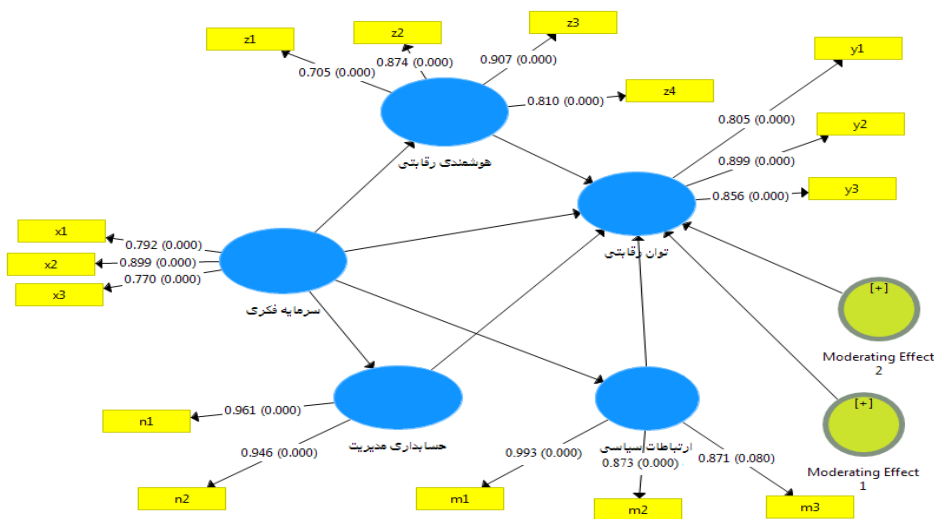 z1
z2
z3
0.705 (0.000)
0.874 (0.000)
0.907 (0.000)
0.810 (0.000)
z4
هوشمندی رقابتی
y1
0.805 (0.000)
y2
0.899 (0.000)
0.856 (0.000)
y3
توان رقابتی
x1
0.792 (0.000)
x2
0.899 (0.000)
x3
0.770 (0.000)
سرمایه فکری
[+]
Moderating Effect
2
[+]
Moderating Effect
1
n1
0.961 (0.000)
حسابداری مدیریت
0.946 (0.000)
n2
ارتباطات سیاسی
0.993 (0.000)
0.873 (0.000)
0.871 (0.080)
m1
m2
m3